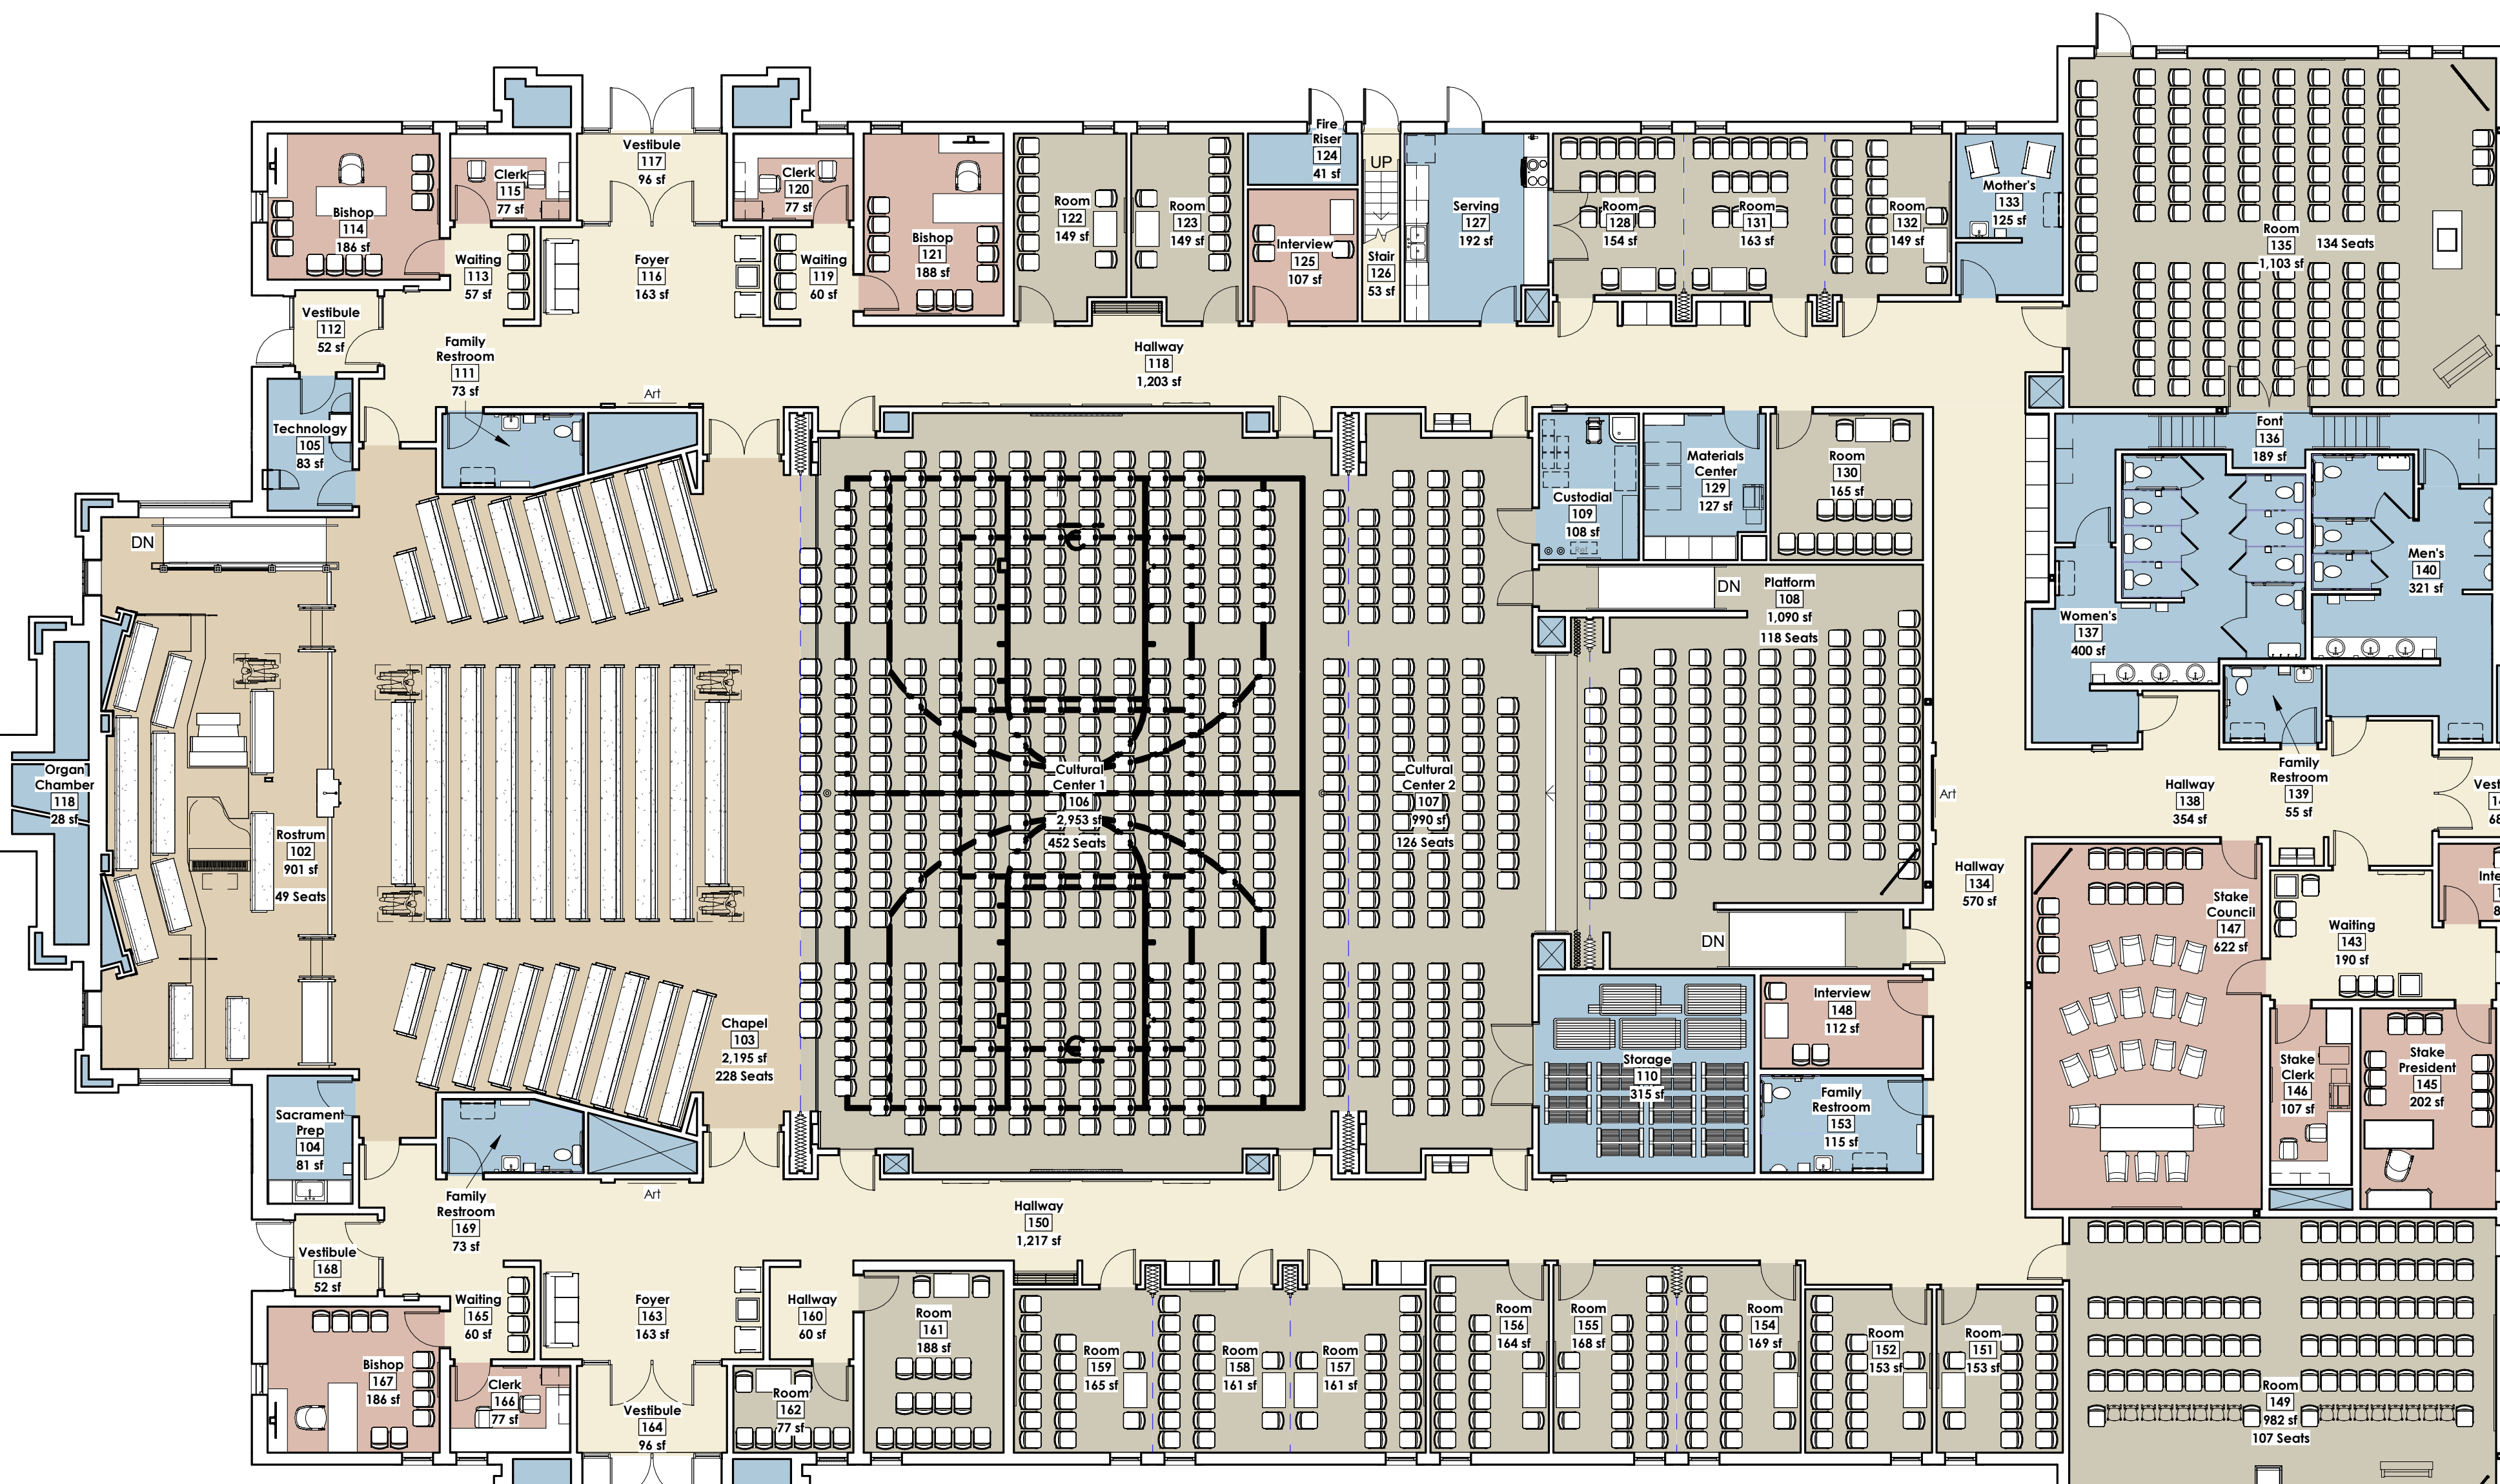 Vestibule
117
96 sf
Clerk
115
77 sf
Bishop
114
186 sf
Clerk
120
77 sf
Bishop
121
188 sf
Waiting
113
57 sf
Foyer
116
163 sf
Waiting
119
60 sf
Room
122
149 sf
Room
123
149 sf
Fire
Riser
124
41 sf
Interview
125
107 sf
UP
Stair
126
53 sf
Serving
127
192 sf
Room
128
154 sf
Room
131
163 sf
Room
132
149 sf
Mother's
133
125 sf
Room
135
1,103 sf
134 Seats
Vestibule
112
52 sf
Family
Restroom
111
73 sf
Hallway
118
1,203 sf
Art
Technology
105
83 sf
Custodial
109
108 sf
Materials
Center
129
127 sf
Room
130
165 sf
Font
136
189 sf
Men's
140
321 sf
Women's
137
400 sf
DN
DN
Platform
108
1,090 sf
118 Seats
Organ
Chamber
118
28 sf
Rostrum
102
901 sf
49 Seats
Cultural
Center 1
106
2,953 sf
452 Seats
Cultural
Center 2
107
990 sf
126 Seats
Art
Hallway
134
570 sf
Hallway
138
354 sf
Family
Restroom
139
55 sf
Vest
1
68
DN
Stake
Council
147
622 sf
Waiting
143
190 sf
Inte
1
8
Chapel
103
2,195 sf
228 Seats
Interview
148
112 sf
Storage
110
315 sf
Family
Restroom
153
115 sf
Stake
Clerk
146
107 sf
Stake
President
145
202 sf
Sacrament
Prep
104
81 sf
Art
Family
Restroom
169
73 sf
Hallway
150
1,217 sf
Vestibule
168
52 sf
Waiting
165
60 sf
Foyer
163
163 sf
Hallway
160
60 sf
Room
161
188 sf
Bishop
167
186 sf
Clerk
166
77 sf
Vestibule
164
96 sf
Room
162
77 sf
Room
159
165 sf
Room
158
161 sf
Room
157
161 sf
Room
156
164 sf
Room
155
168 sf
Room
154
169 sf
Room
152
153 sf
Room
151
153 sf
Room
149
982 sf
107 Seats